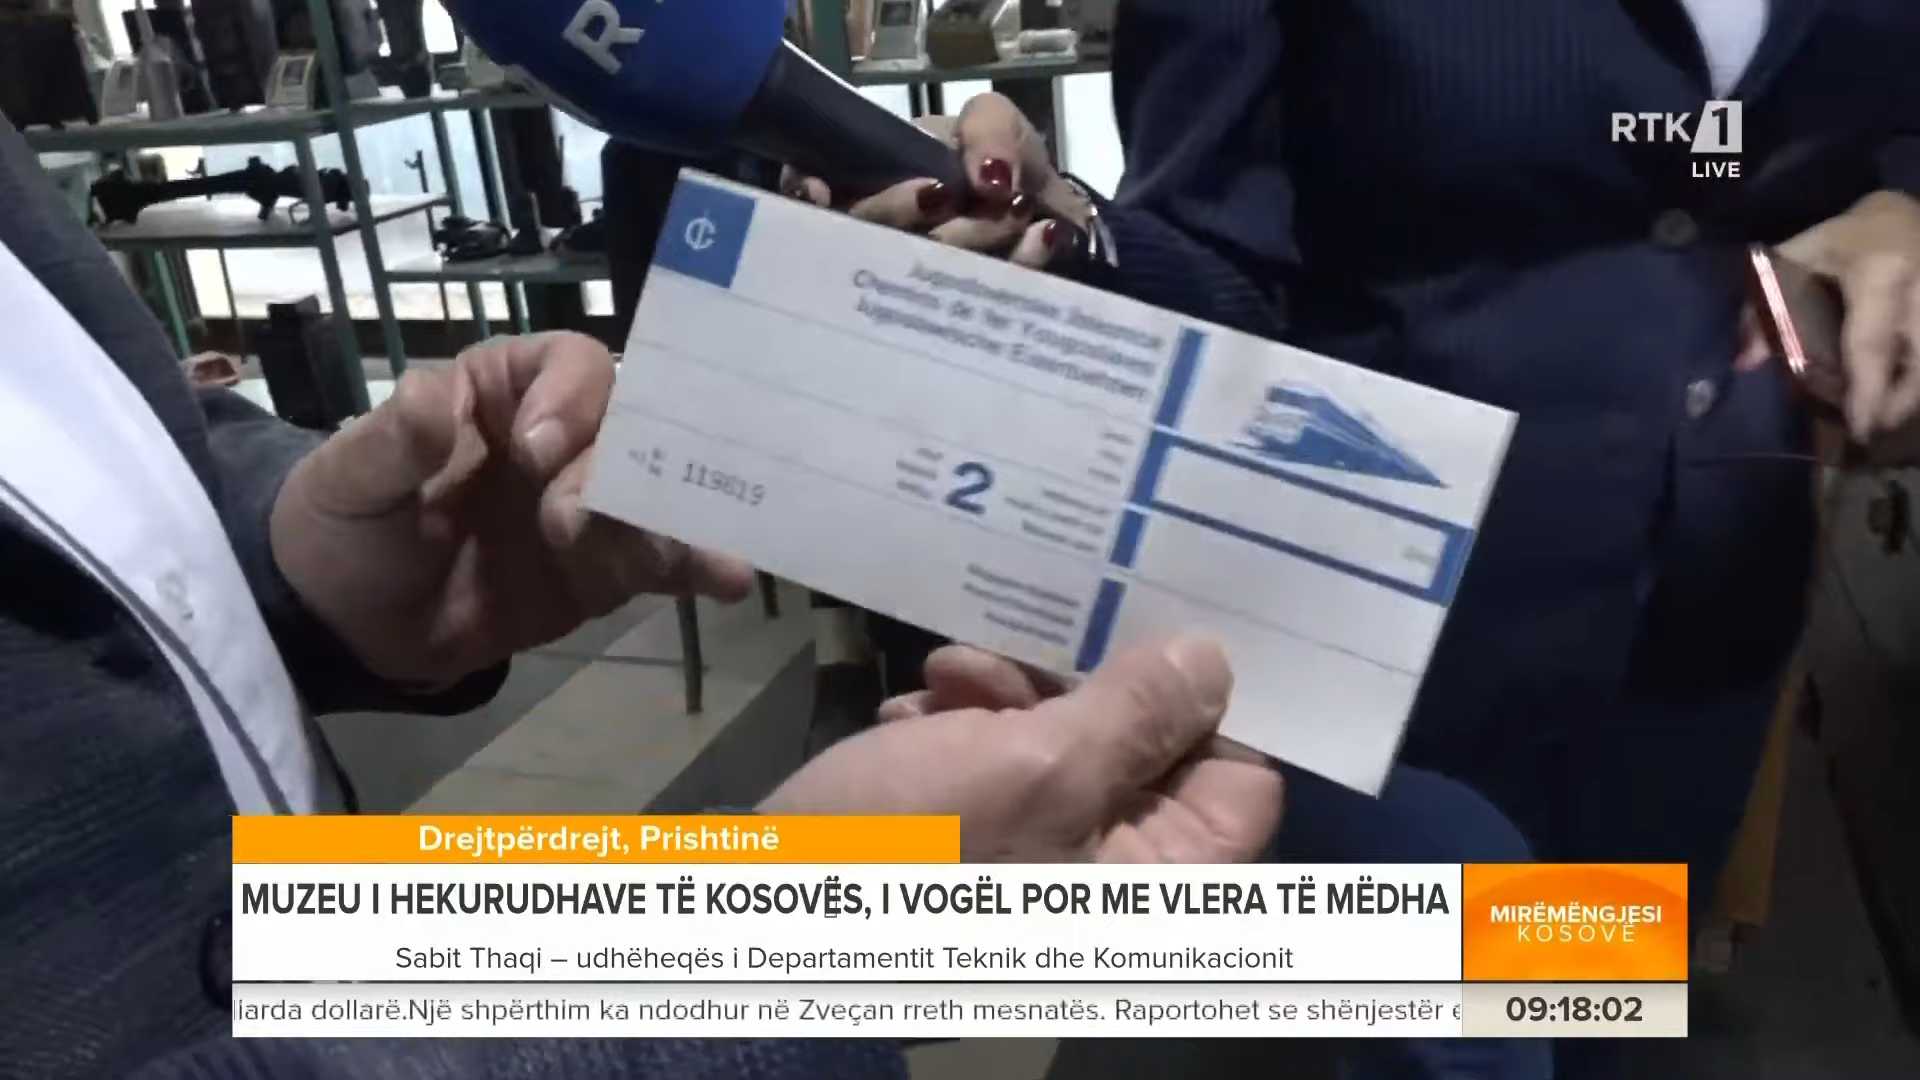 R
RTK 1
LIVE
Jugoslovenske železnice
Chemins de fer Yougoslaves
Jugoslawische Eisenbahnen
2
119619
Drejtpërdrejt, Prishtinë
MUZEU I HEKURUDHAVE TË KOSOVËS, I VOGËL POR ME VLERA TË MËDHA
Sabit Thaqi – udhëheqës i Departamentit Teknik dhe Komunikacionit
MIRËMËNGJESI
KOSOVË
liarda dollarë.Një shpërthim ka ndodhur në Zveçan rreth mesnatës. Raportohet se shënjestër
09:18:02